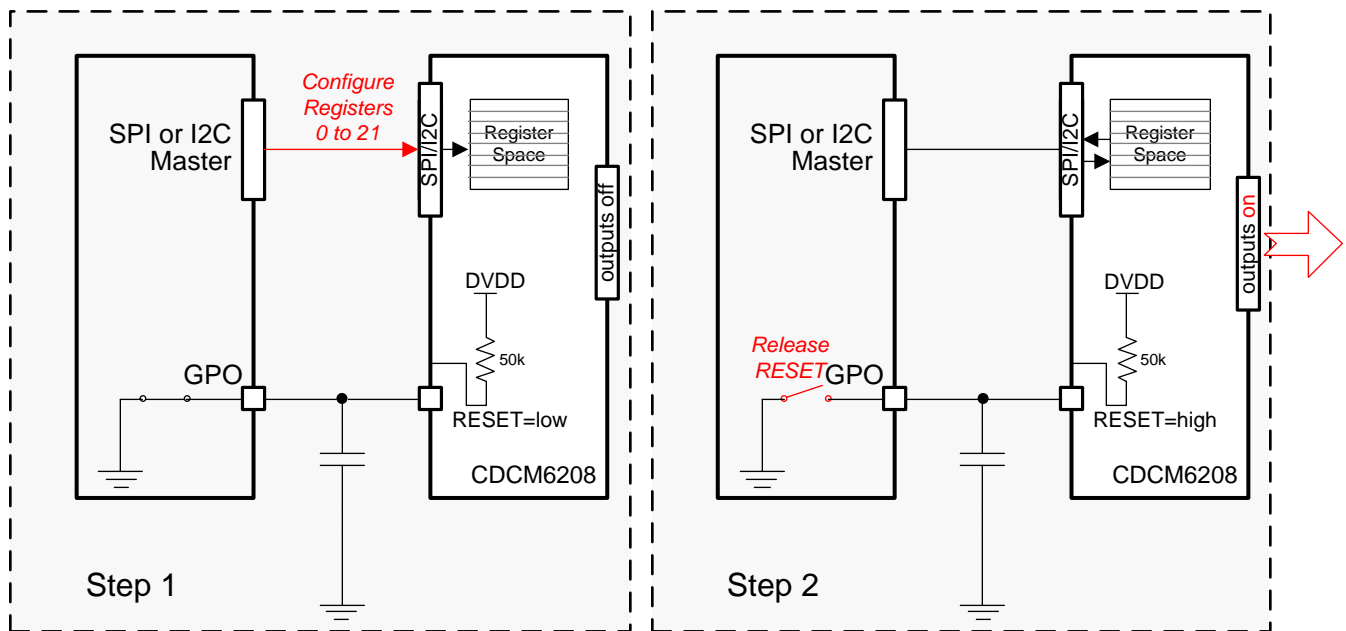 Configure
Registers
0 to 21
SPI or I2C
Master
SPI/I2C
Register
Space
outputs off
DVDD
50k
GPO
RESET=low
CDCM6208
Step 1
SPI or I2C
Master
SPI/I2C
Register
Space
outputs on
DVDD
50k
Release
RESET
GPO
RESET=high
CDCM6208
Step 2